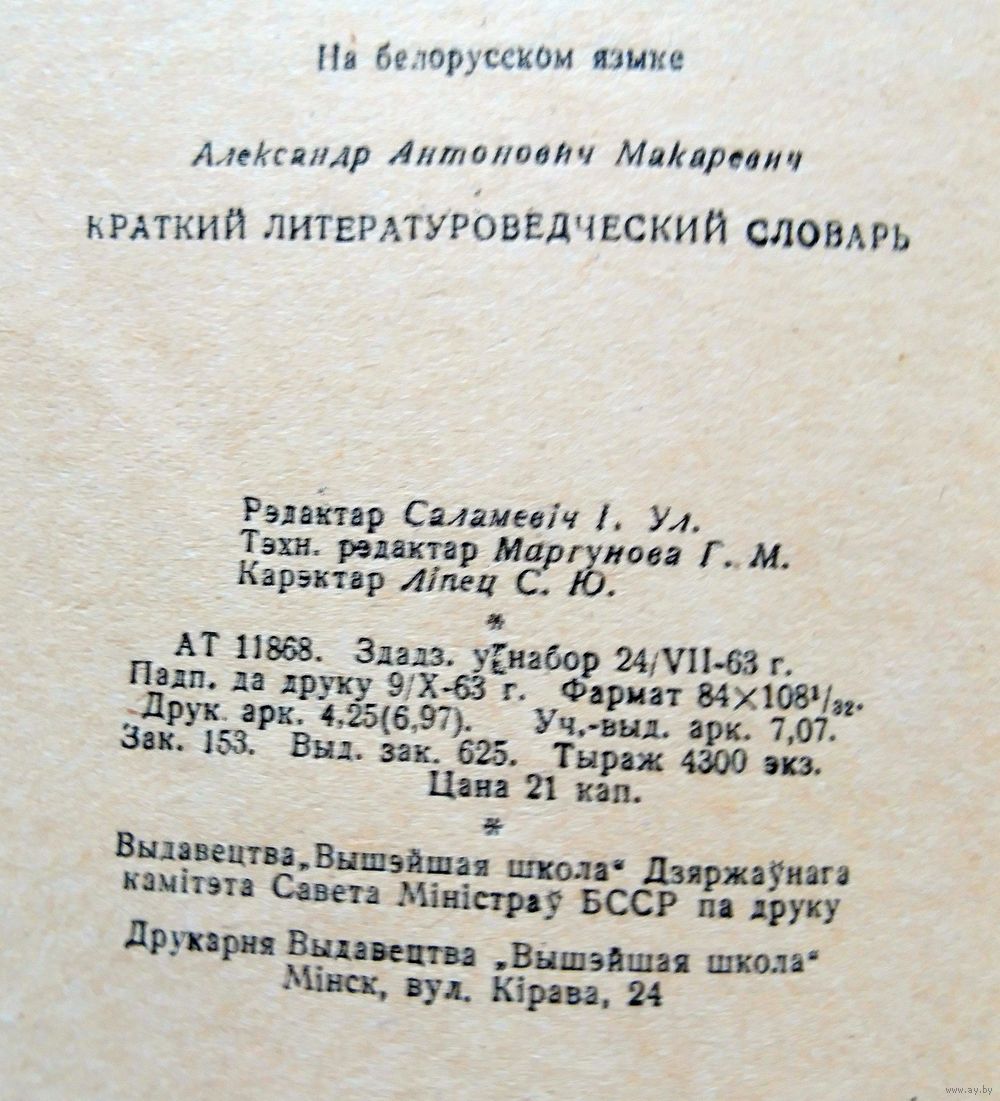 На белорусском языке
Александр Антонович Макаревич
КРАТКИЙ ЛИТЕРАТУРОВЕДЧЕСКИЙ СЛОВАРЬ
Рэдактар Саламевіч І. Ул.
Тэхн. рэдактар Маргунова Г. М.
Карэктар Ліпец С. Ю.
*
АТ 11868. Здадз. у набор 24/VII-63 г.
Падп. да друку 9/X-63 г. Фармат 84×108¹/₃₂.
Друк. арк. 4,25(6,97). Уч.-выд. арк. 7,07.
Зак. 153. Выд. зак. 625. Тыраж 4300 экз.
Цана 21 кап.
*
Выдавецтва „Вышэйшая школа“ Дзяржаўнага
камітэта Савета Міністраў БССР па друку
Друкарня Выдавецтва „Вышэйшая школа“
Мінск, вул. Кірава, 24
www.ay.by